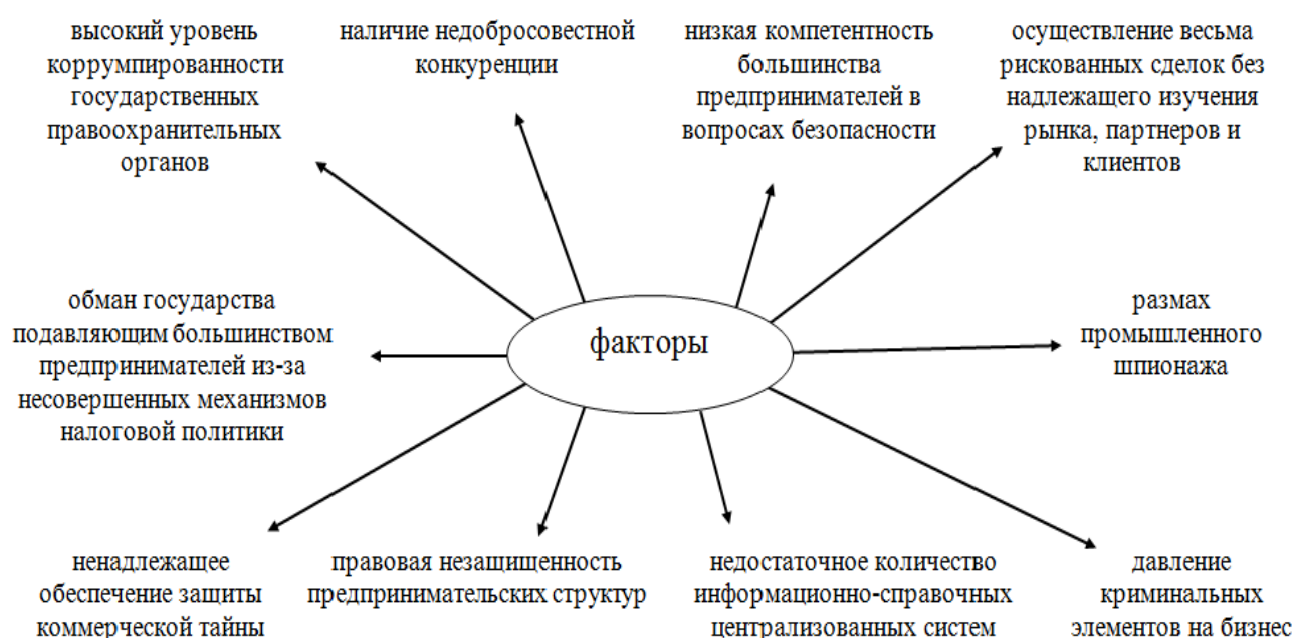 высокий уровень
коррумпированности
государственных
правоохранительных
органов
наличие недобросовестной
конкуренции
низкая компетентность
большинства
предпринимателей в
вопросах безопасности
осуществление весьма
рискованных сделок без
надлежащего изучения
рынка, партнеров и
клиентов
обман государства
подавляющим большинством
предпринимателей из-за
несовершенных механизмов
налоговой политики
факторы
размах
промышленного
шпионажа
ненадлежащее
обеспечение защиты
коммерческой тайны
правовая незащищенность
предпринимательских структур
недостаточное количество
информационно-справочных
централизованных систем
давление
криминальных
элементов на бизнес